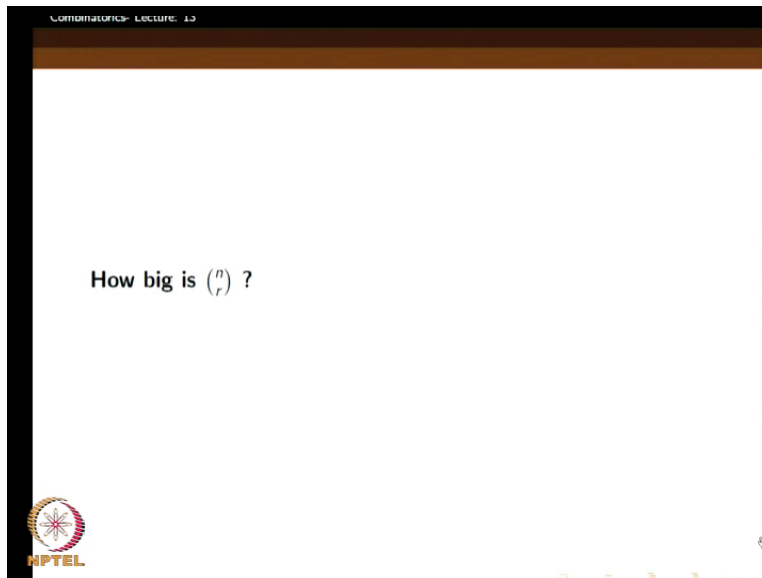 Combinatorics- Lecture: 13
How big is $\binom{n}{r}$ ?
NPTEL